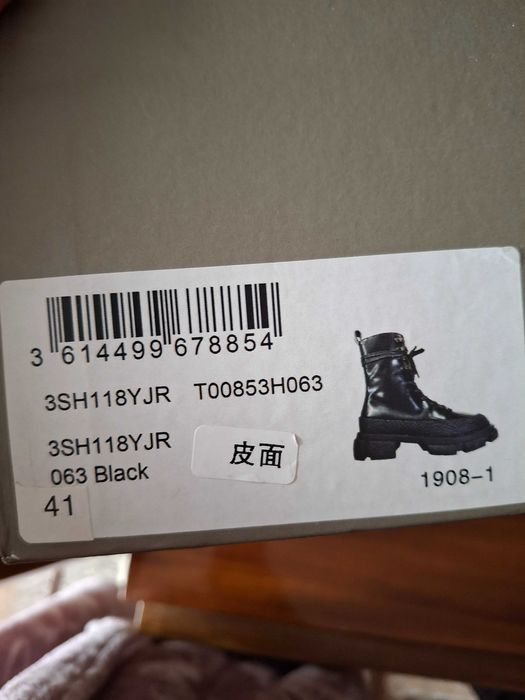 3 614499 678854
3SH118YJR T00853H063
3SH118YJR
063 Black
皮面
41
1908-1